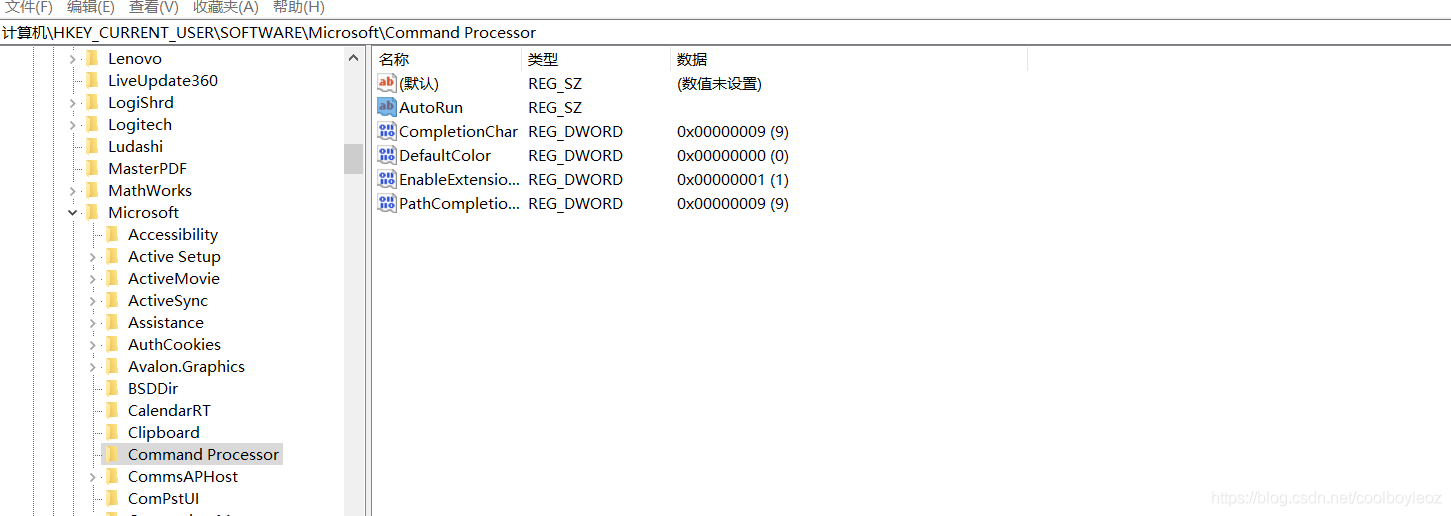 文件(F) 编辑(E) 查看(V) 收藏夹(A) 帮助(H)
计算机\HKEY_CURRENT_USER\SOFTWARE\Microsoft\Command Processor
Lenovo
LiveUpdate360
LogiShrd
Logitech
Ludashi
MasterPDF
MathWorks
Microsoft
Accessibility
Active Setup
ActiveMovie
ActiveSync
Assistance
AuthCookies
Avalon.Graphics
BSDDir
CalendarRT
Clipboard
Command Processor
CommsAPHost
ComPstUI
名称 类型 数据
(默认) REG_SZ (数值未设置)
AutoRun REG_SZ
CompletionChar REG_DWORD 0x00000009 (9)
DefaultColor REG_DWORD 0x00000000 (0)
EnableExtensio... REG_DWORD 0x00000001 (1)
PathCompletio... REG_DWORD 0x00000009 (9)
https://blog.csdn.net/coolboyleoz